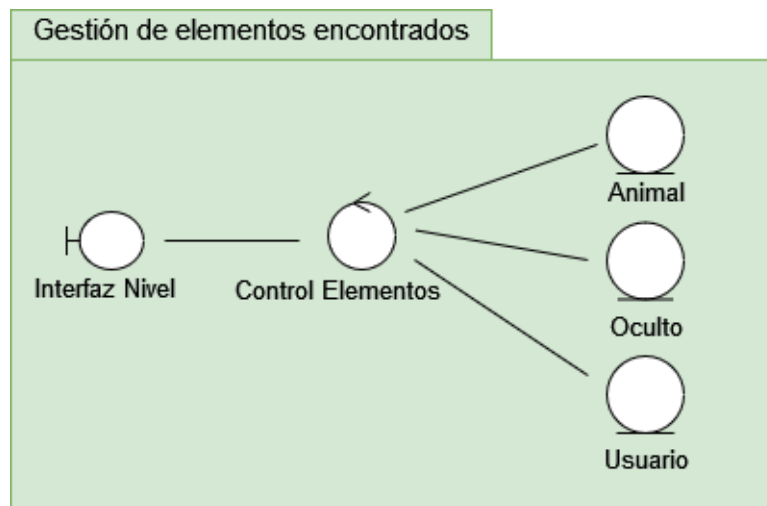 Gestión de elementos encontrados
Animal
Interfaz Nivel
Control Elementos
Oculto
Usuario